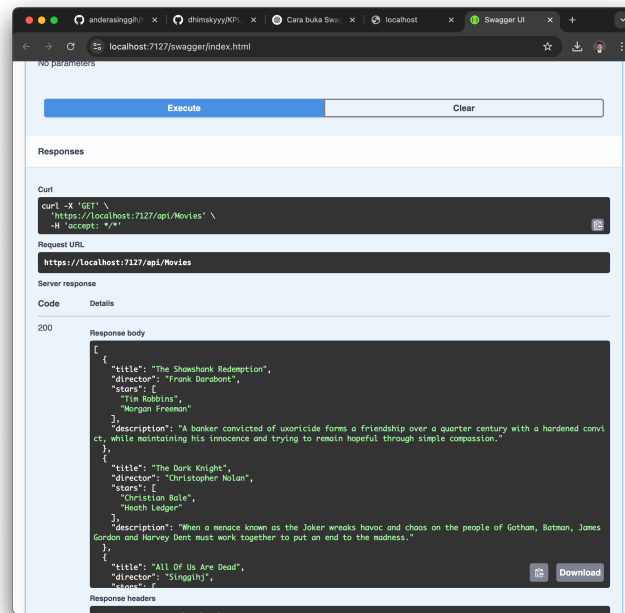 anderasinggih/
dhimskyyy/KPL
Cara buka Swag
localhost
Swagger UI
localhost:7127/swagger/index.html
No parameters
Execute
Clear
Responses
Curl
curl -X 'GET' \
'https://localhost:7127/api/Movies' \
-H 'accept: */*'
Request URL
https://localhost:7127/api/Movies
Server response
Code
Details
200
Response body
[
{
"title": "The Shawshank Redemption",
"director": "Frank Darabont",
"stars": [
"Tim Robbins",
"Morgan Freeman"
],
"description": "A banker convicted of uxoricide forms a friendship over a quarter century with a hardened convi
ct, while maintaining his innocence and trying to remain hopeful through simple compassion."
},
{
"title": "The Dark Knight",
"director": "Christopher Nolan",
"stars": [
"Christian Bale",
"Heath Ledger"
],
"description": "When a menace known as the Joker wreaks havoc and chaos on the people of Gotham, Batman, James
Gordon and Harvey Dent must work together to put an end to the madness."
},
{
"title": "All Of Us Are Dead",
"director": "Singgihj",
"stars": [
Download
Response headers